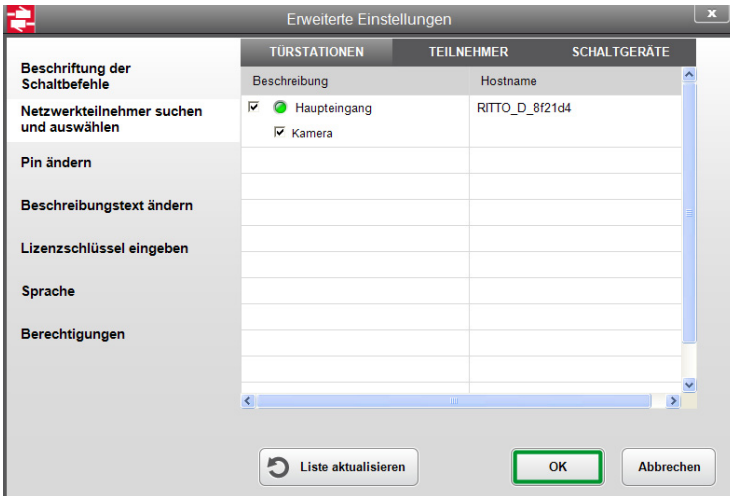 Erweiterte Einstellungen
x
Beschriftung der
Schaltbefehle
Netzwerkteilnehmer suchen
und auswählen
Pin ändern
Beschreibungstext ändern
Lizenzschlüssel eingeben
Sprache
Berechtigungen
TÜRSTATIONEN TEILNEHMER SCHALTGERÄTE
Beschreibung Hostname
Haupteingang RITTO_D_8f21d4
Kamera
Liste aktualisieren OK Abbrechen